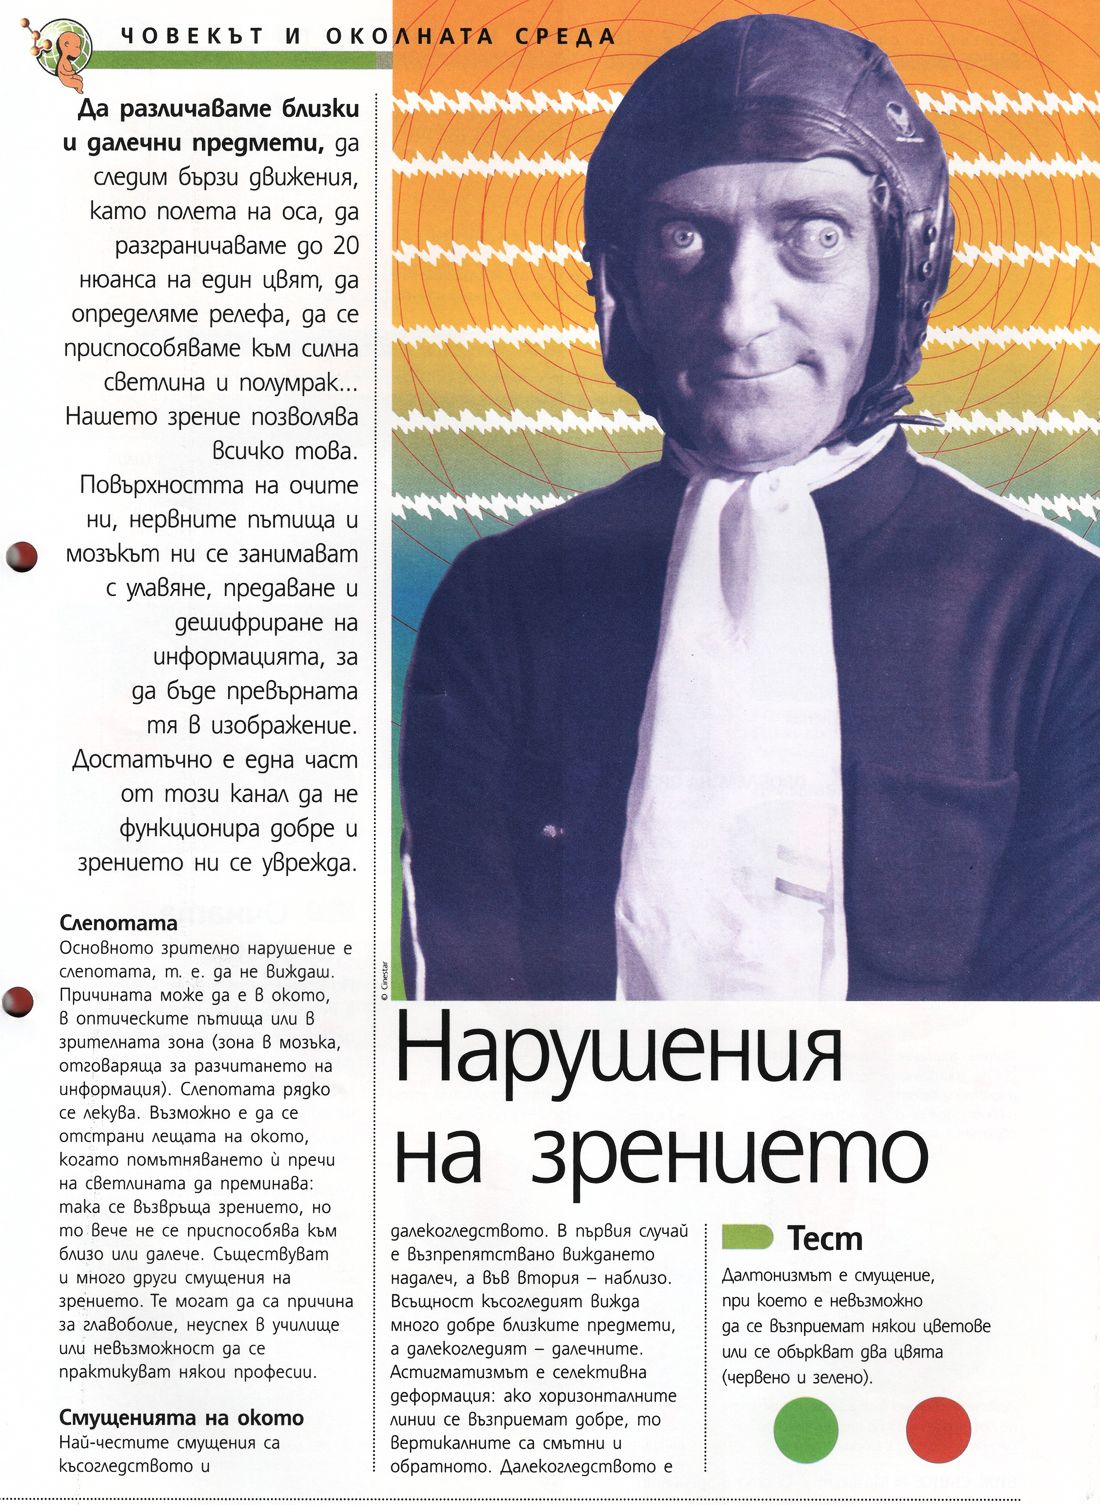 ЧОВЕКЪТ И ОКОЛНАТА СРЕДА
Да различаваме близки
и далечни предмети, да
следим бързи движения,
като полета на оса, да
разграничаваме до 20
нюанса на един цвят, да
определяме релефа, да се
приспособяваме към силна
светлина и полумрак...
Нашето зрение позволява
всичко това.
Повърхността на очите
ни, нервните пътища и
мозъкът ни се занимават
с улавяне, предаване и
дешифриране на
информацията, за
да бъде превърната
тя в изображение.
Достатъчно е една част
от този канал да не
функционира добре и
зрението ни се уврежда.
© Cinestar
Нарушения
на зрението
Слепотата
Основното зрително нарушение е
слепотата, т. е. да не виждаш.
Причината може да е в окото,
в оптическите пътища или в
зрителната зона (зона в мозъка,
отговаряща за разчитането на
информация). Слепотата рядко
се лекува. Възможно е да се
отстрани лещата на окото,
когато помътняването ѝ пречи
на светлината да преминава:
така се възвръща зрението, но
то вече не се приспособява към
близо или далече. Съществуват
и много други смущения на
зрението. Те могат да са причина
за главоболие, неуспех в училище
или невъзможност да се
практикуват някои професии.
Смущенията на окото
Най-честите смущения са
късогледството и
далекогледството. В първия случай
е възпрепятствано виждането
надалеч, а във втория – наблизо.
Всъщност късогледият вижда
много добре близките предмети,
а далекогледият – далечните.
Астигматизмът е селективна
деформация: ако хоризонталните
линии се възприемат добре, то
вертикалните са смътни и
обратното. Далекогледството е
Тест
Далтонизмът е смущение,
при което е невъзможно
да се възприемат някои цветове
или се объркват два цвята
(червено и зелено).